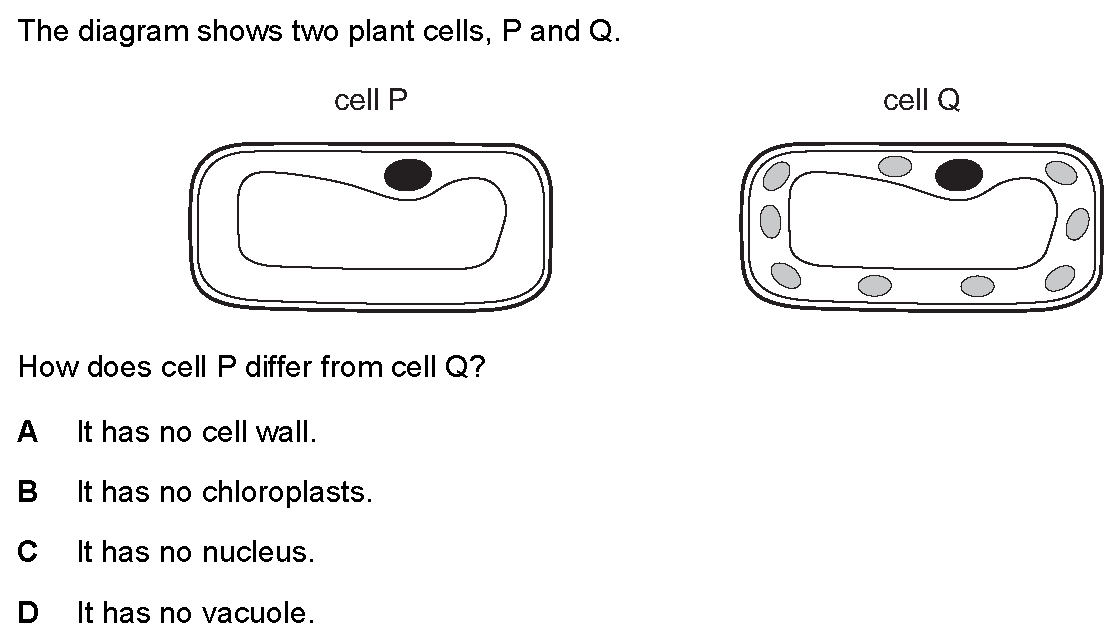 The diagram shows two plant cells, P and Q.
cell P
cell Q
How does cell P differ from cell Q?
A It has no cell wall.
B It has no chloroplasts.
C It has no nucleus.
D It has no vacuole.